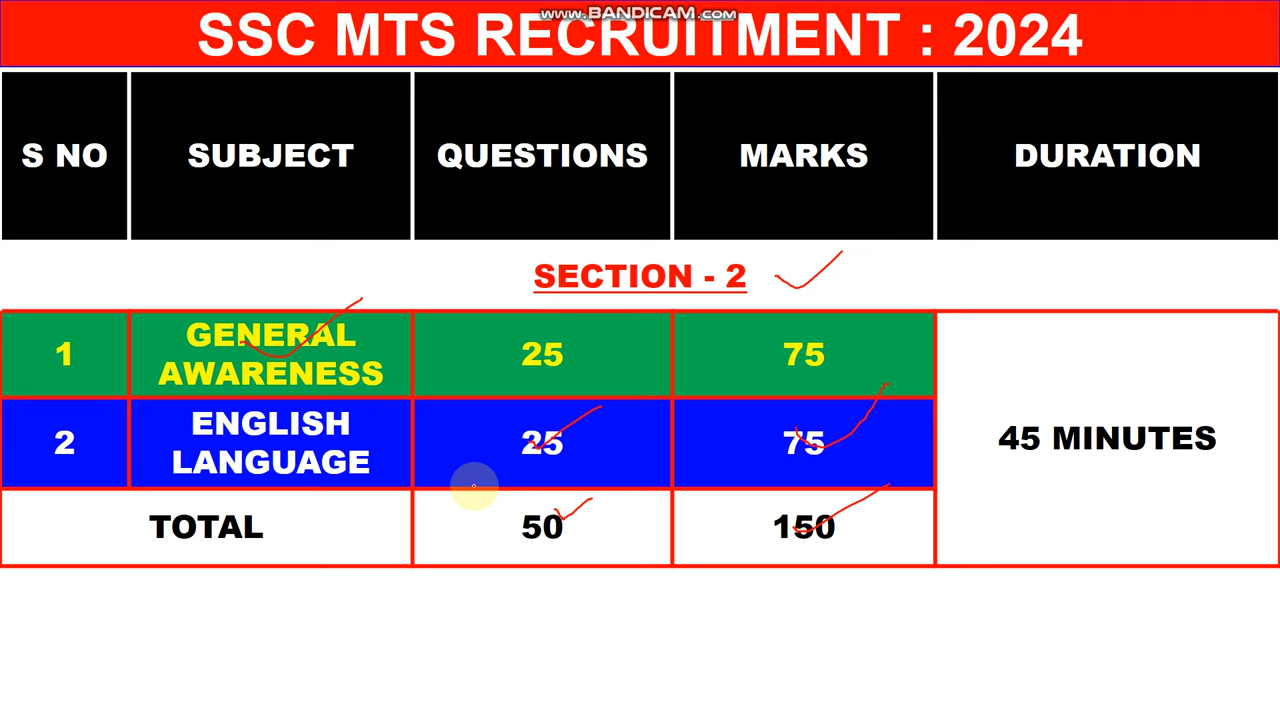 www.BANDICAM.com
SSC MTS RECRUITMENT : 2024
S NO SUBJECT QUESTIONS MARKS DURATION
SECTION - 2
1 GENERAL AWARENESS 25 75
2 ENGLISH LANGUAGE 25 75
45 MINUTES
TOTAL 50 150